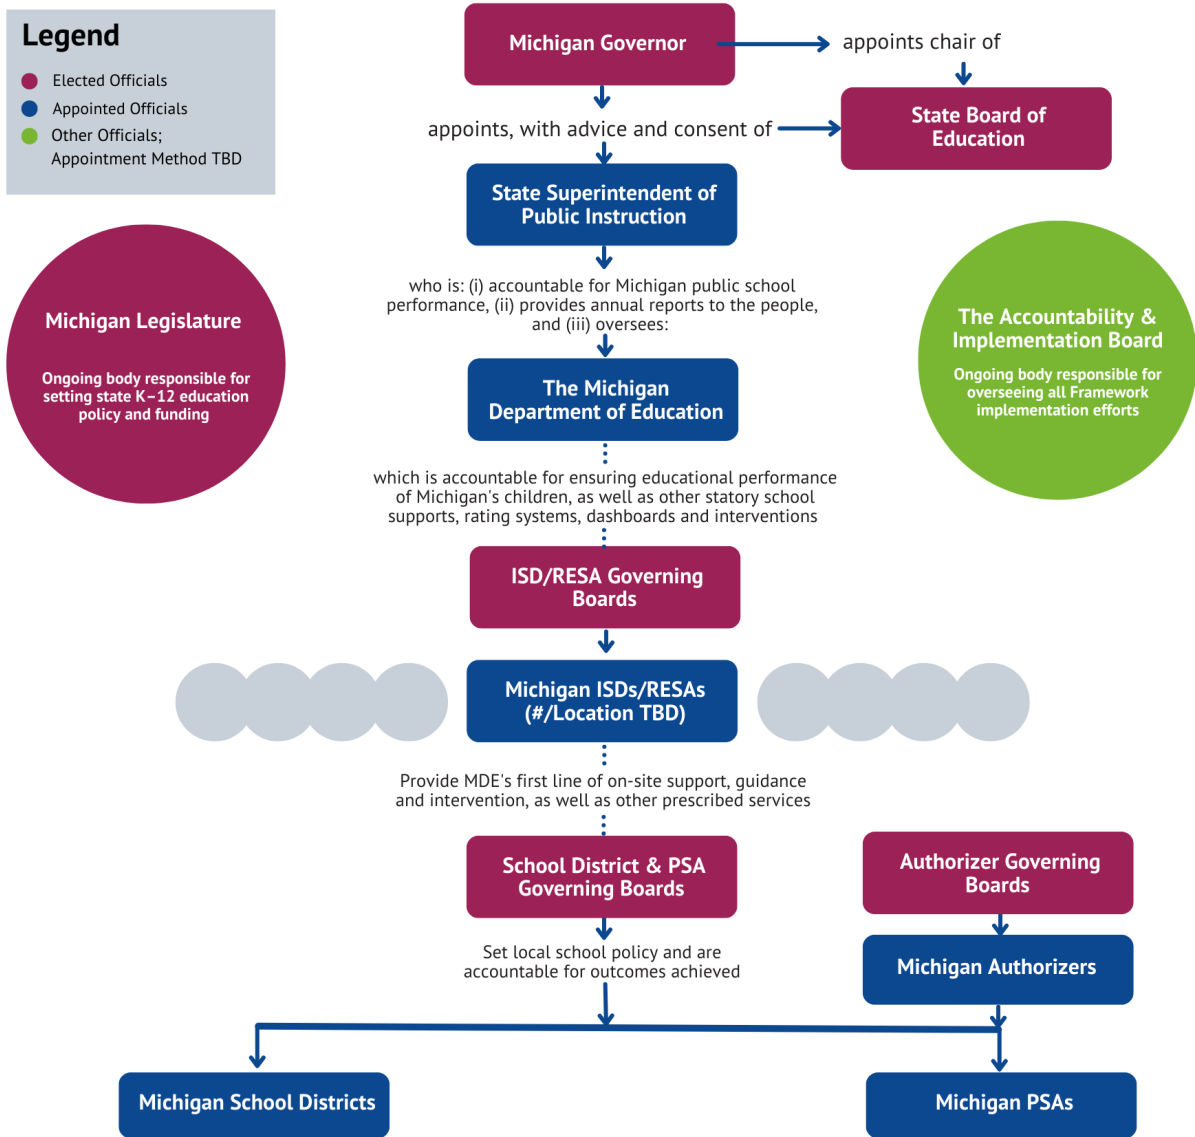 Legend
Elected Officials
Appointed Officials
Other Officials;
Appointment Method TBD
Michigan Governor
appoints chair of
State Board of
Education
appoints, with advice and consent of
State Superintendent of
Public Instruction
who is: (i) accountable for Michigan public school
performance, (ii) provides annual reports to the people,
and (iii) oversees:
Michigan Legislature
Ongoing body responsible for
setting state K–12 education
policy and funding
The Accountability &
Implementation Board
Ongoing body responsible for
overseeing all Framework
implementation efforts
The Michigan
Department of Education
which is accountable for ensuring educational performance
of Michigan's children, as well as other statory school
supports, rating systems, dashboards and interventions
ISD/RESA Governing
Boards
Michigan ISDs/RESAs
(#/Location TBD)
Provide MDE's first line of on-site support, guidance
and intervention, as well as other prescribed services
School District & PSA
Governing Boards
Authorizer Governing
Boards
Set local school policy and are
accountable for outcomes achieved
Michigan Authorizers
Michigan School Districts
Michigan PSAs